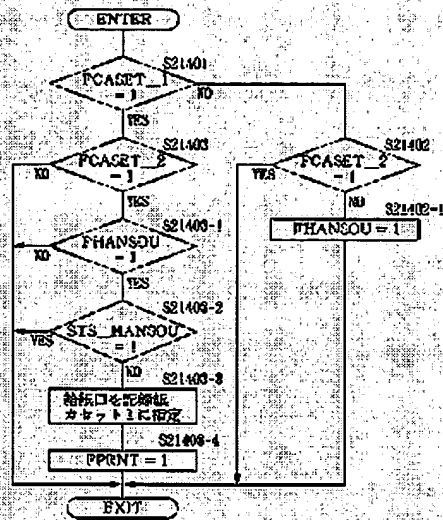 ENTER
S21401
FCASET_1
= 1
NO
YES
S21403
FCASET_2
= 1
NO
YES
S21402
FCASET_2
= 1
YES
NO
S21402-1
FHANSOU = 1
S21403-1
FHANSOU
= 1
NO
YES
S21403-2
STS_HANSOU
= 1
YES
NO
S21403-3
給紙口を記録紙
カセット1に指定
S21403-4
FPRNT = 1
EXIT